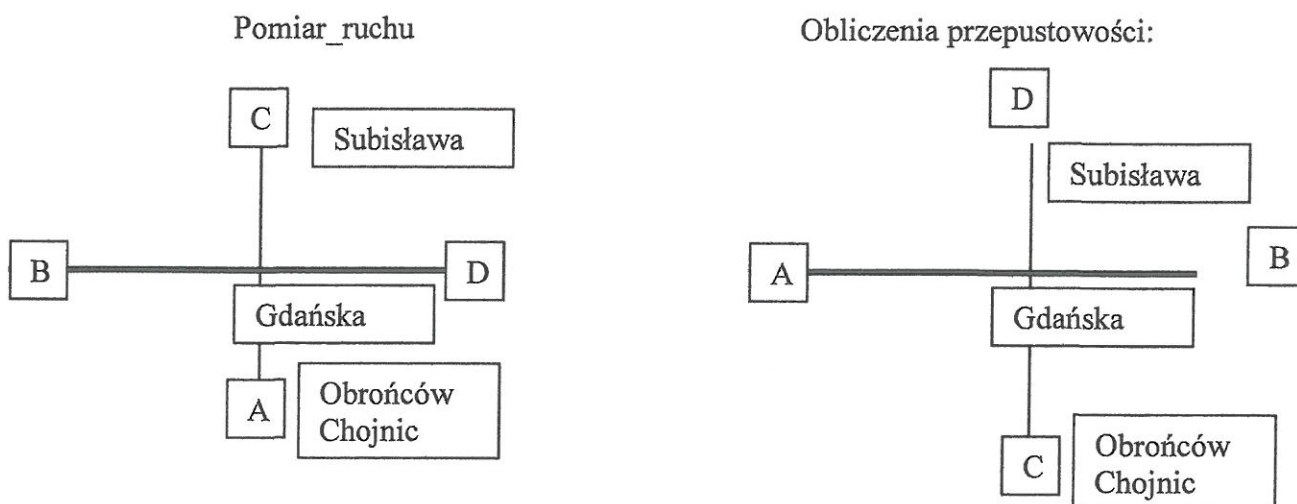 Pomiar_ruchu
C
Subisława
B
D
Gdańska
A
Obrońców
Chojnic
Obliczenia przepustowości:
D
Subisława
A
B
Gdańska
C
Obrońców
Chojnic